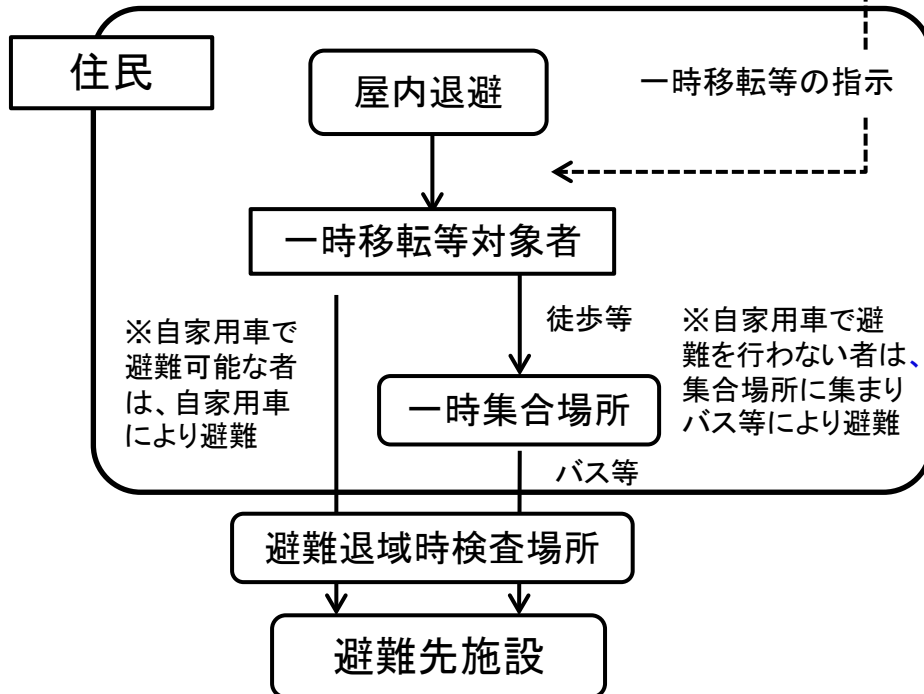 住民
屋内退避
一時移転等の指示
一時移転等対象者
※自家用車で
避難可能な者
は、自家用車
により避難
徒歩等
※自家用車で避
難を行わない者は、
集合場所に集まり
バス等により避難
一時集合場所
バス等
避難退域時検査場所
避難先施設